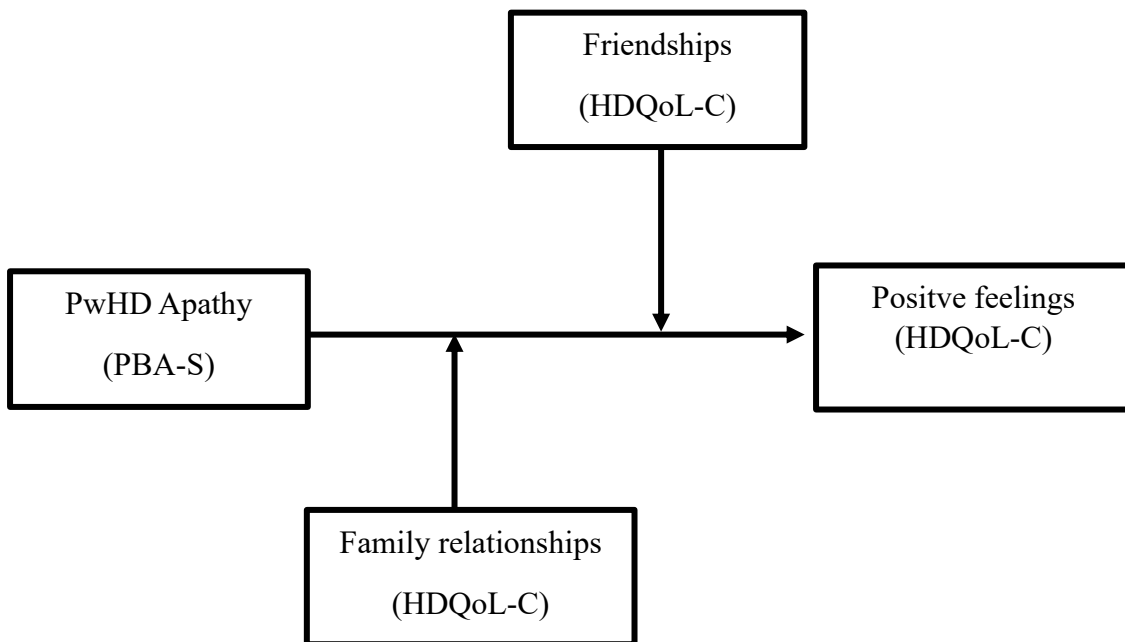 Friendships
(HDQoL-C)
PwHD Apathy
(PBA-S)
Positve feelings
(HDQoL-C)
Family relationships
(HDQoL-C)